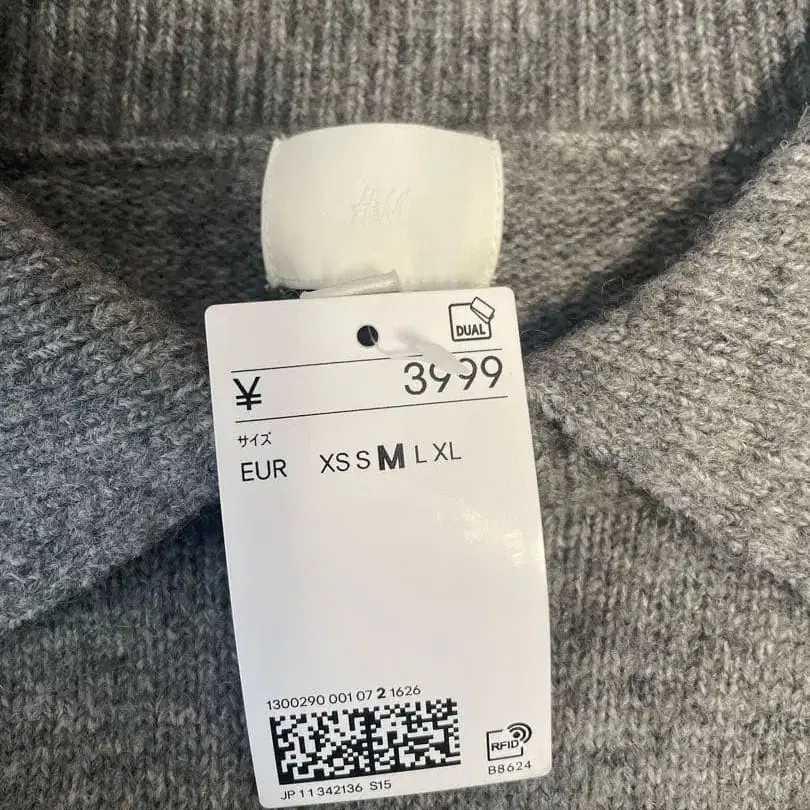 H&M
DUAL
¥ 3999
サイズ
EUR XS S M L XL
1300290 001 07 2 1626
RFID
B8624
JP 11 342136 S15